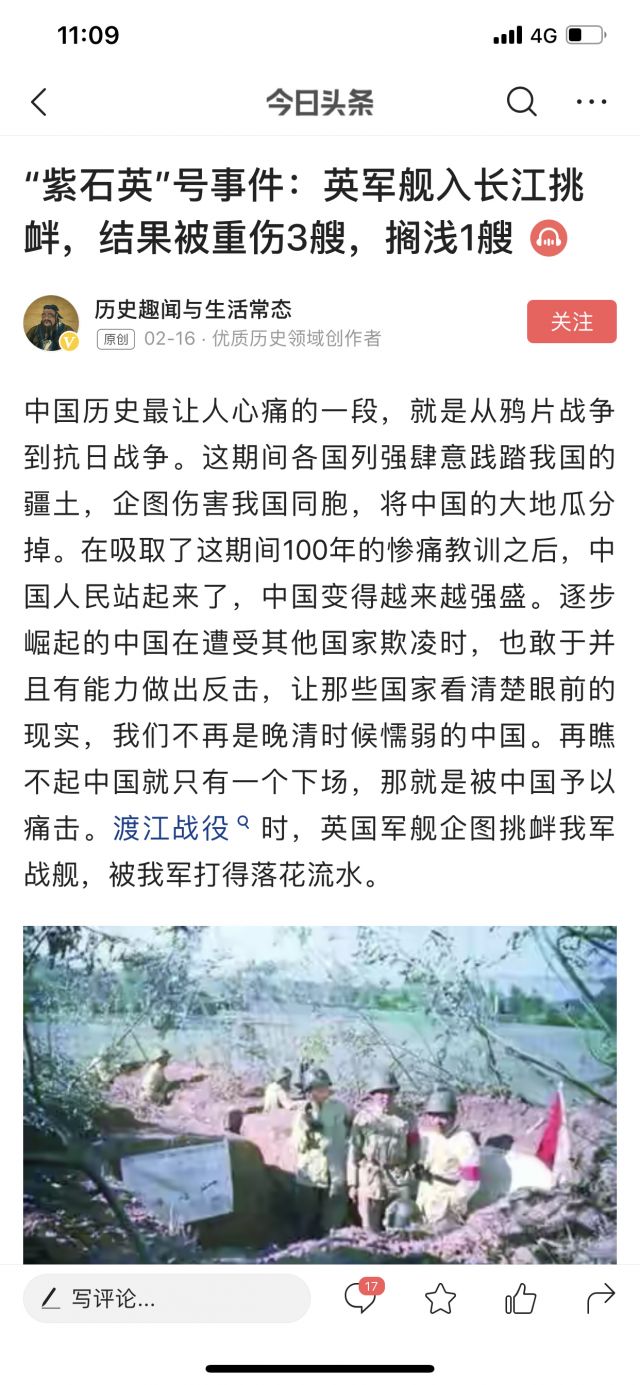 11:09
4G
今日头条
“紫石英”号事件：英军舰入长江挑
衅，结果被重伤3艘，搁浅1艘
历史趣闻与生活常态
原创 02-16 · 优质历史领域创作者
关注
中国历史最让人心痛的一段，就是从鸦片战争
到抗日战争。这期间各国列强肆意践踏我国的
疆土，企图伤害我国同胞，将中国的大地瓜分
掉。在吸取了这期间100年的惨痛教训之后，中
国人民站起来了，中国变得越来越强盛。逐步
崛起的中国在遭受其他国家欺凌时，也敢于并
且有能力做出反击，让那些国家看清楚眼前的
现实，我们不再是晚清时候懦弱的中国。再瞧
不起中国就只有一个下场，那就是被中国予以
痛击。渡江战役 时，英国军舰企图挑衅我军
战舰，被我军打得落花流水。
写评论...
17